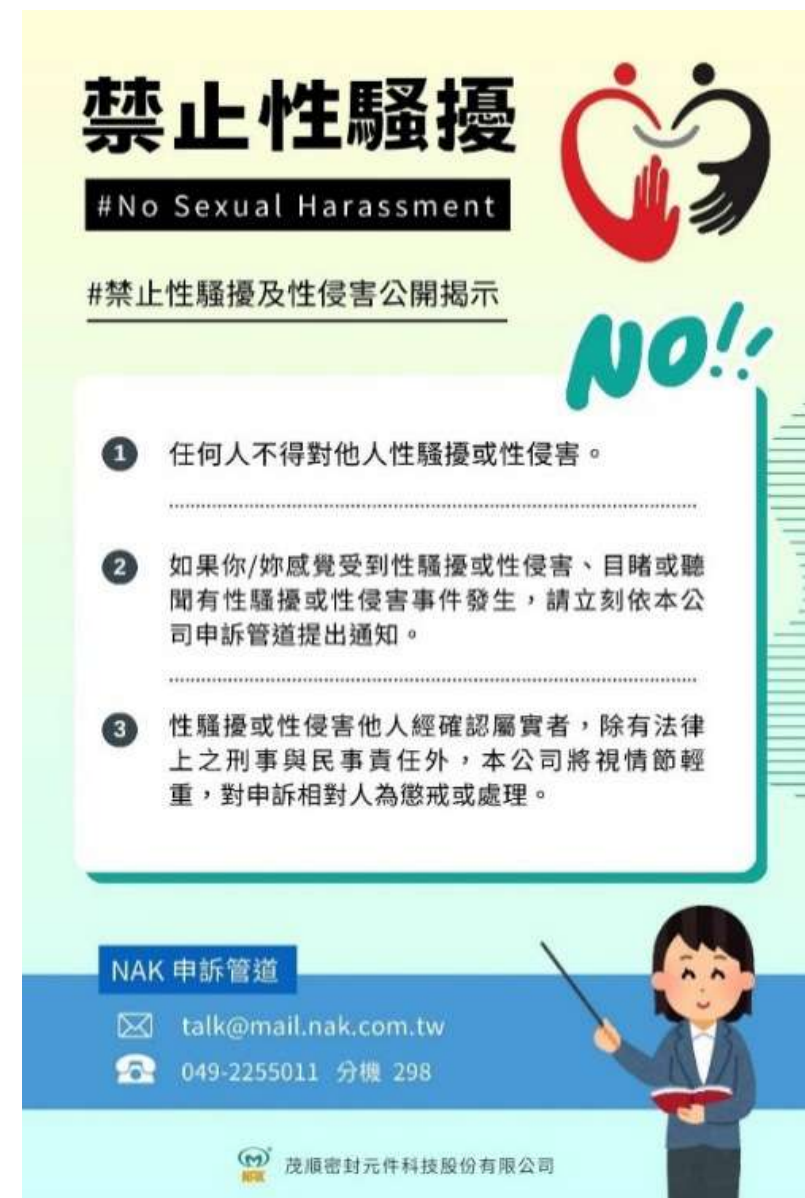 禁止性騷擾
#No Sexual Harassment
#禁止性騷擾及性侵害公開揭示
NO!!
1 任何人不得對他人性騷擾或性侵害。
2 如果你/妳感覺受到性騷擾或性侵害、目睹或聽
聞有性騷擾或性侵害事件發生，請立刻依本公
司申訴管道提出通知。
3 性騷擾或性侵害他人經確認屬實者，除有法律
上之刑事與民事責任外，本公司將視情節輕
重，對申訴相對人為懲戒或處理。
NAK 申訴管道
talk@mail.nak.com.tw
049-2255011 分機 298
NAK 茂順密封元件科技股份有限公司